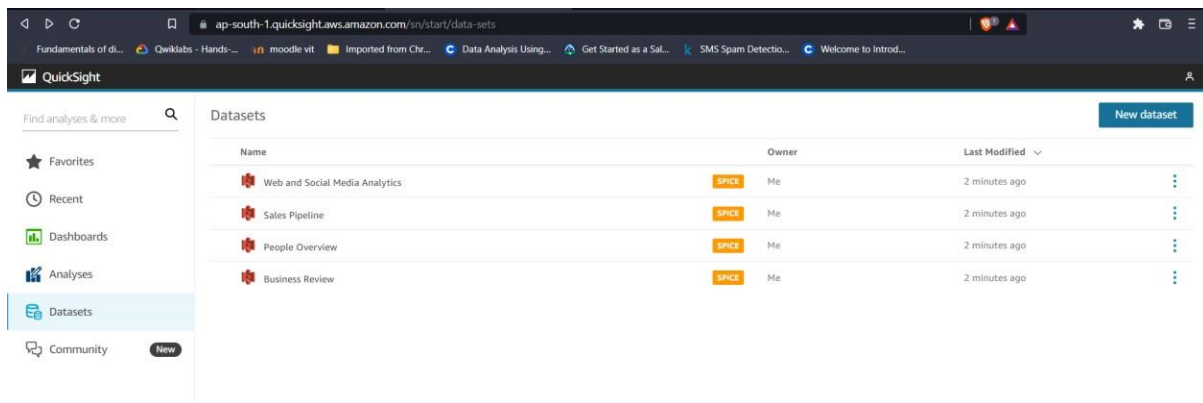 ap-south-1.quicksight.aws.amazon.com/sn/start/data-sets
Fundamentals of di... Qwiklabs - Hands-... moodle vit Imported from Chr... Data Analysis Using... Get Started as a Sal... SMS Spam Detectio... Welcome to Introd...
QuickSight
Find analyses & more
Datasets
New dataset
Name Owner Last Modified
Favorites
Web and Social Media Analytics SPICE Me 2 minutes ago
Recent
Sales Pipeline SPICE Me 2 minutes ago
Dashboards
People Overview SPICE Me 2 minutes ago
Analyses
Business Review SPICE Me 2 minutes ago
Datasets
Community New